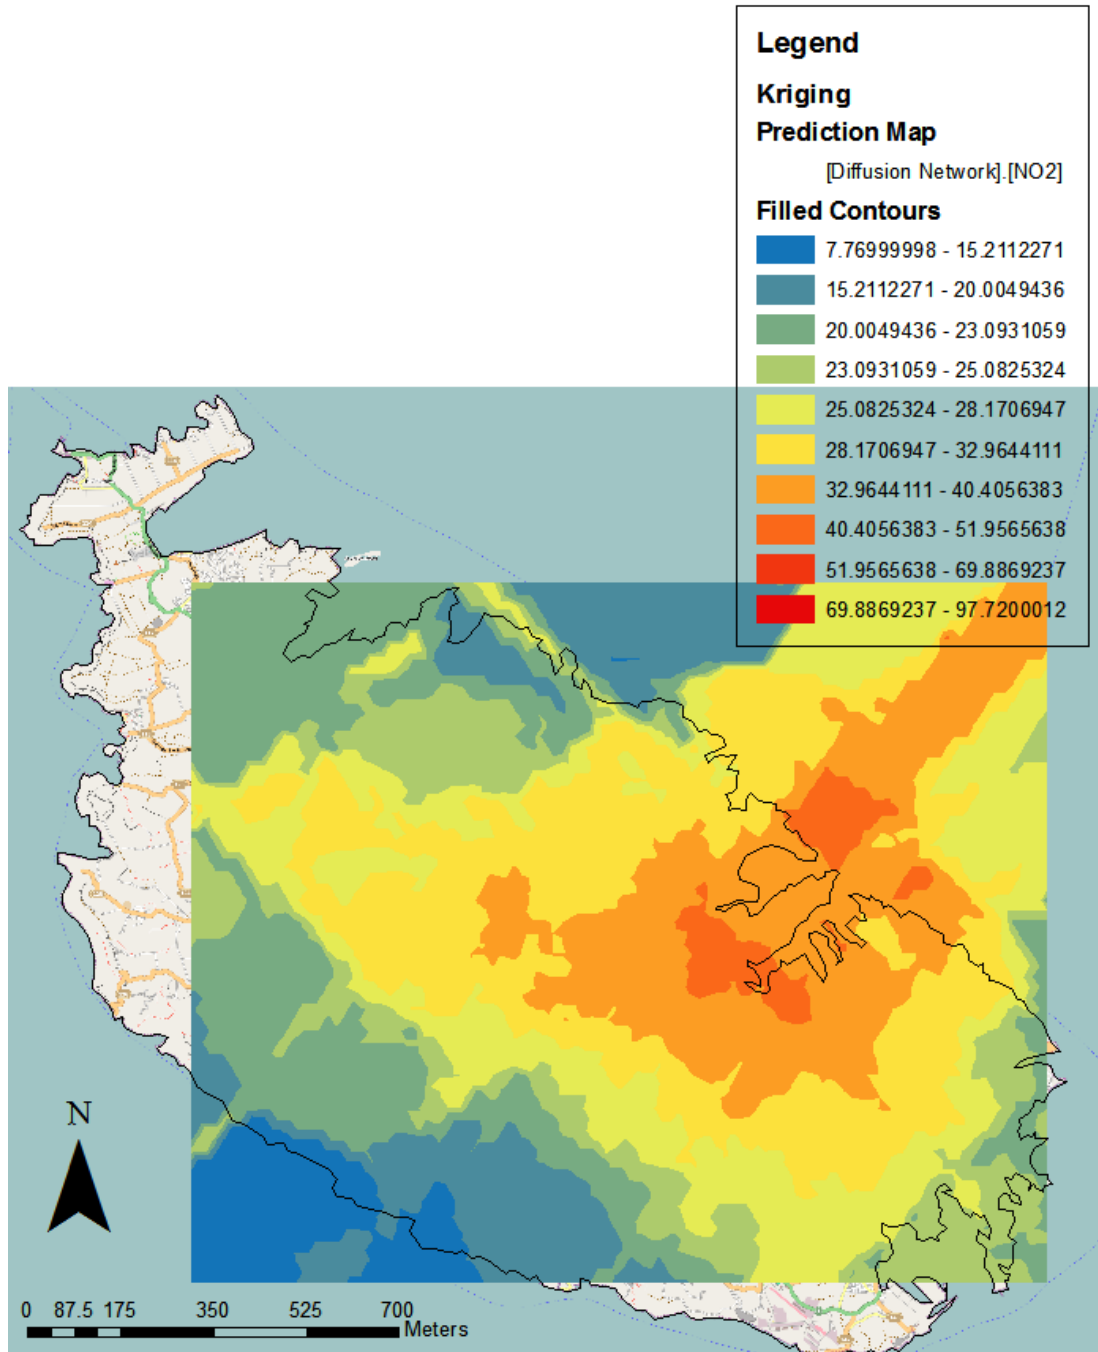 Legend
Kriging
Prediction Map
[Diffusion Network].[NO2]
Filled Contours
7.76999998 - 15.2112271
15.2112271 - 20.0049436
20.0049436 - 23.0931059
23.0931059 - 25.0825324
25.0825324 - 28.1706947
28.1706947 - 32.9644111
32.9644111 - 40.4056383
40.4056383 - 51.9565638
51.9565638 - 69.8869237
69.8869237 - 97.7200012
N
0 87.5 175 350 525 700
Meters